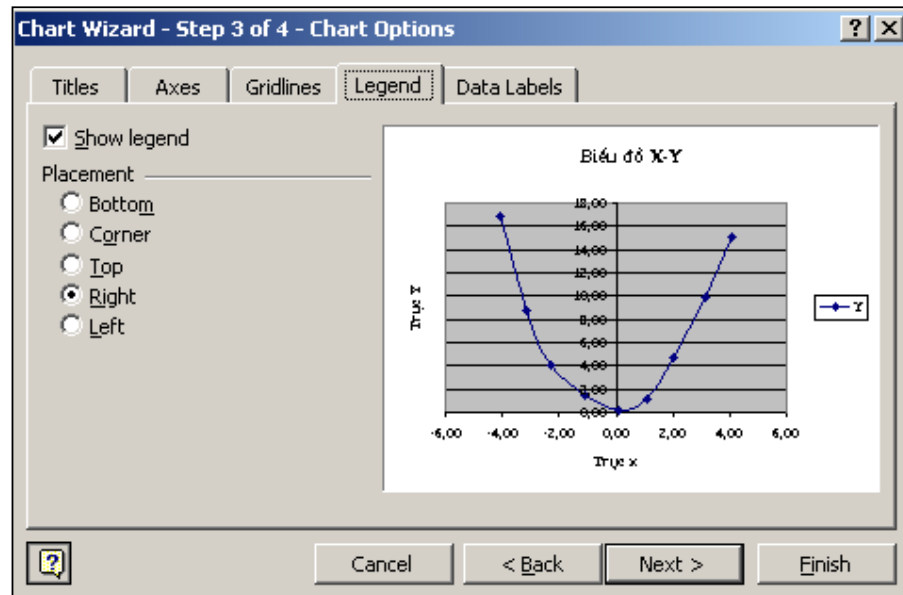 Chart Wizard - Step 3 of 4 - Chart Options
Titles Axes Gridlines Legend Data Labels
Show legend
Placement
Bottom
Corner
Top
Right
Left
Biểu đồ X-Y
18,00
16,00
14,00
12,00
10,00
8,00
6,00
4,00
2,00
0,00
Trục Y
-6,00 -4,00 -2,00 0,00 2,00 4,00 6,00
Trục x
Y
Cancel < Back Next > Finish